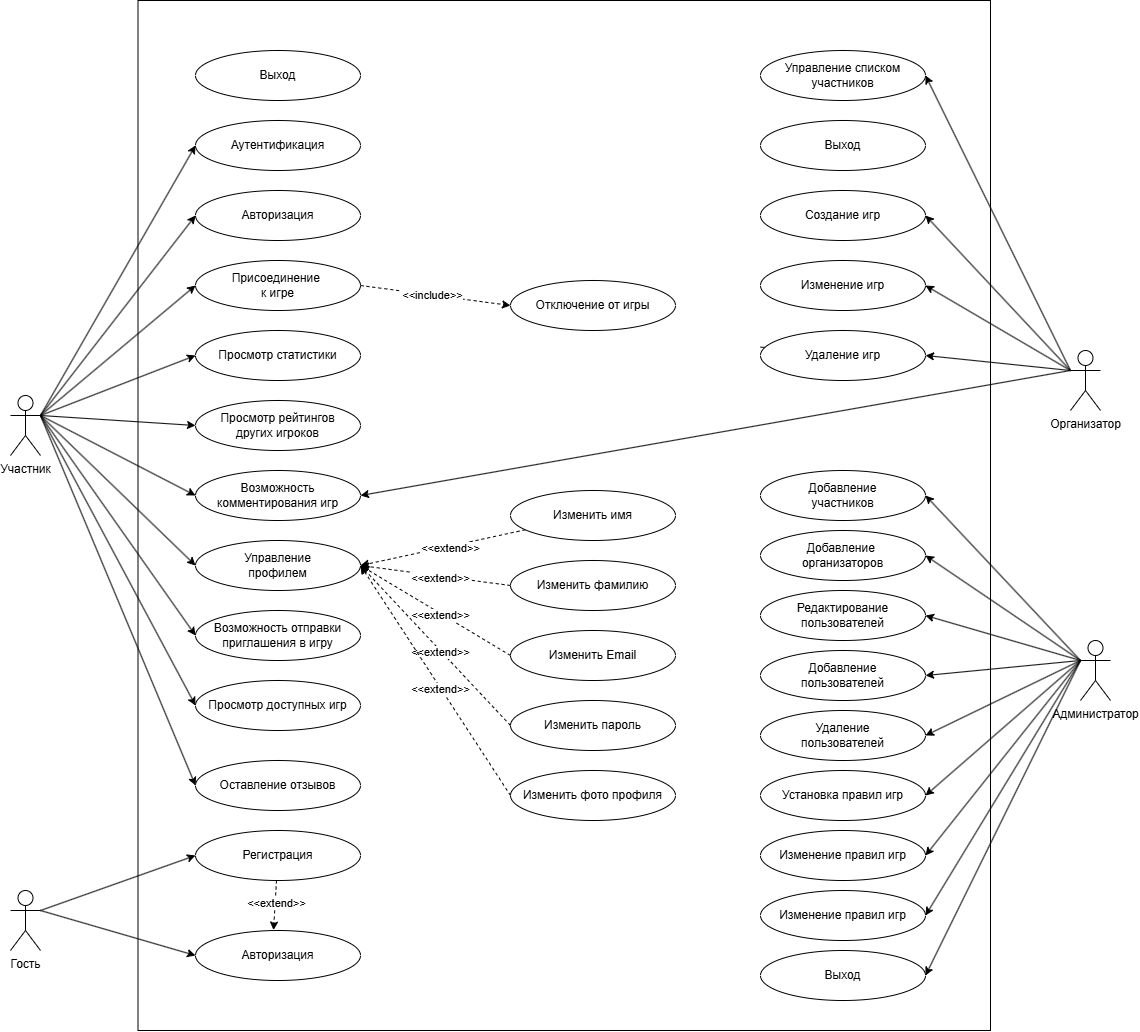 Выход
Аутентификация
Авторизация
Присоединение
к игре
<<include>>
Отключение от игры
Просмотр статистики
Просмотр рейтингов
других игроков
Возможность
комментирования игр
Управление
профилем
Возможность отправки
приглашения в игру
Просмотр доступных игр
Оставление отзывов
Участник
Изменить имя
<<extend>>
Изменить фамилию
<<extend>>
Изменить Email
<<extend>>
Изменить пароль
<<extend>>
Изменить фото профиля
<<extend>>
Регистрация
<<extend>>
Авторизация
Гость
Управление списком
участников
Выход
Создание игр
Изменение игр
Удаление игр
Организатор
Добавление
участников
Добавление
организаторов
Редактирование
пользователей
Добавление
пользователей
Удаление
пользователей
Установка правил игр
Изменение правил игр
Изменение правил игр
Выход
Администратор